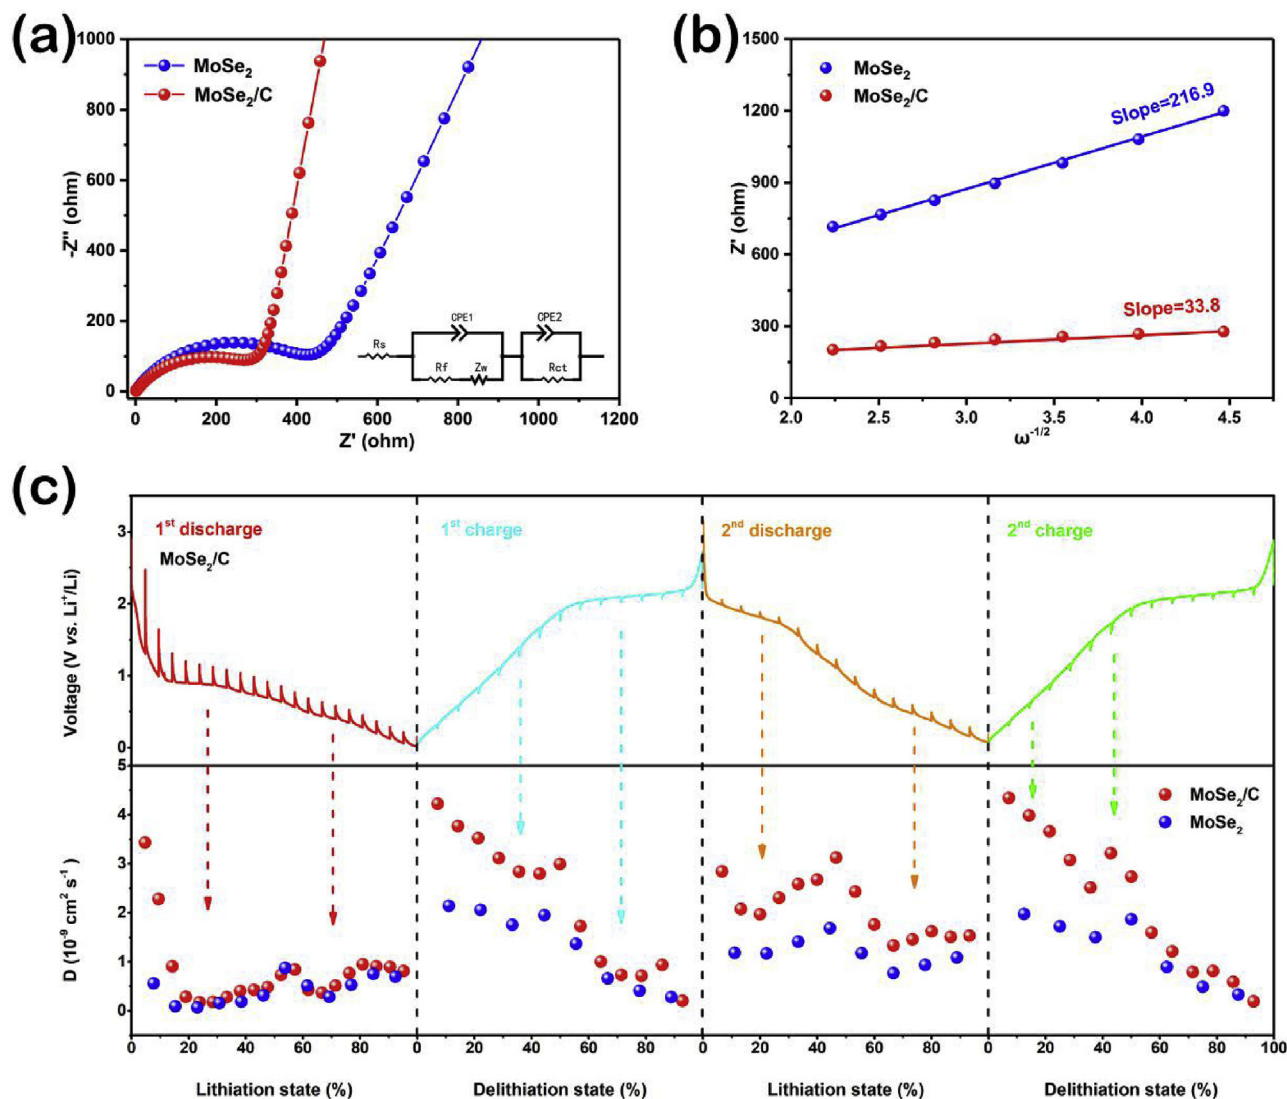 (a)
1000
800
600
400
200
0
-Z'' (ohm)
MoSe₂
MoSe₂/C
CPE1
CPE2
Rs
Rf
Zw
Rct
0 200 400 600 800 1000 1200
Z' (ohm)
(b)
1500
1200
900
600
300
0
Z' (ohm)
MoSe₂
MoSe₂/C
Slope=216.9
Slope=33.8
2.0 2.5 3.0 3.5 4.0 4.5
ω⁻¹/²
(c)
3
2
1
0
Voltage (V vs. Li⁺/Li)
1ˢᵗ discharge
MoSe₂/C
1ˢᵗ charge
2ⁿᵈ discharge
2ⁿᵈ charge
5
4
3
2
1
0
D (10⁻⁹ cm² s⁻¹)
MoSe₂/C
MoSe₂
0 20 40 60 80 0 20 40 60 80 0 20 40 60 80 0 20 40 60 80 100
Lithiation state (%)
Delithiation state (%)
Lithiation state (%)
Delithiation state (%)